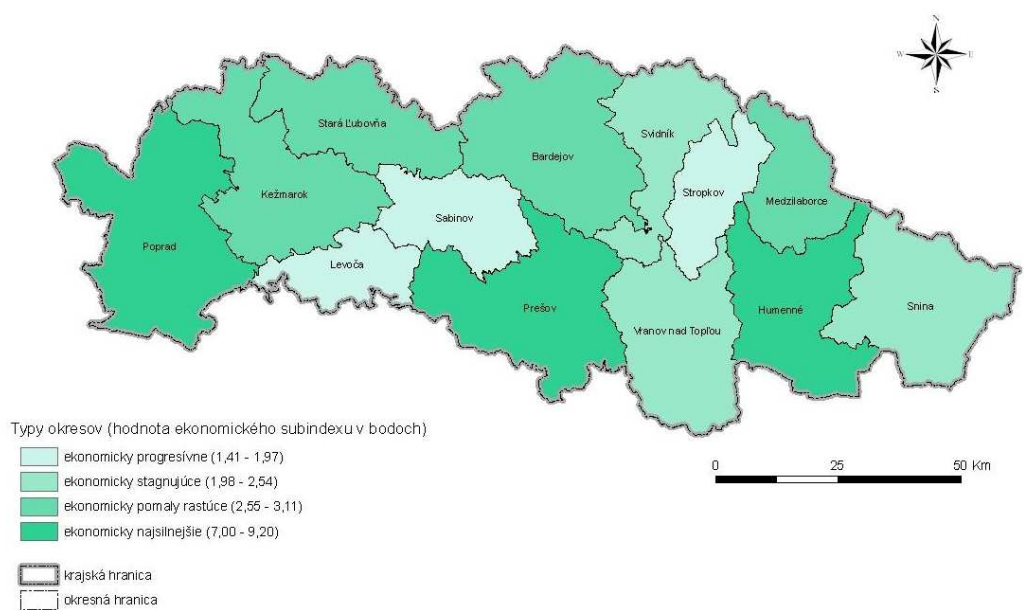 N
W E
S
Stará Ľubovňa
Svidník
Bardejov
Kežmarok
Stropkov
Medzilaborce
Sabinov
Poprad
Levoča
Prešov
Humenné
Snina
Vranov nad Topľou
Typy okresov (hodnota ekonomického subindexu v bodoch)
ekonomicky progresívne (1,41 - 1,97)
ekonomicky stagnujúce (1,98 - 2,54)
ekonomicky pomaly rastúce (2,55 - 3,11)
ekonomicky najsilnejšie (7,00 - 9,20)
0 25 50 Km
krajská hranica
okresná hranica